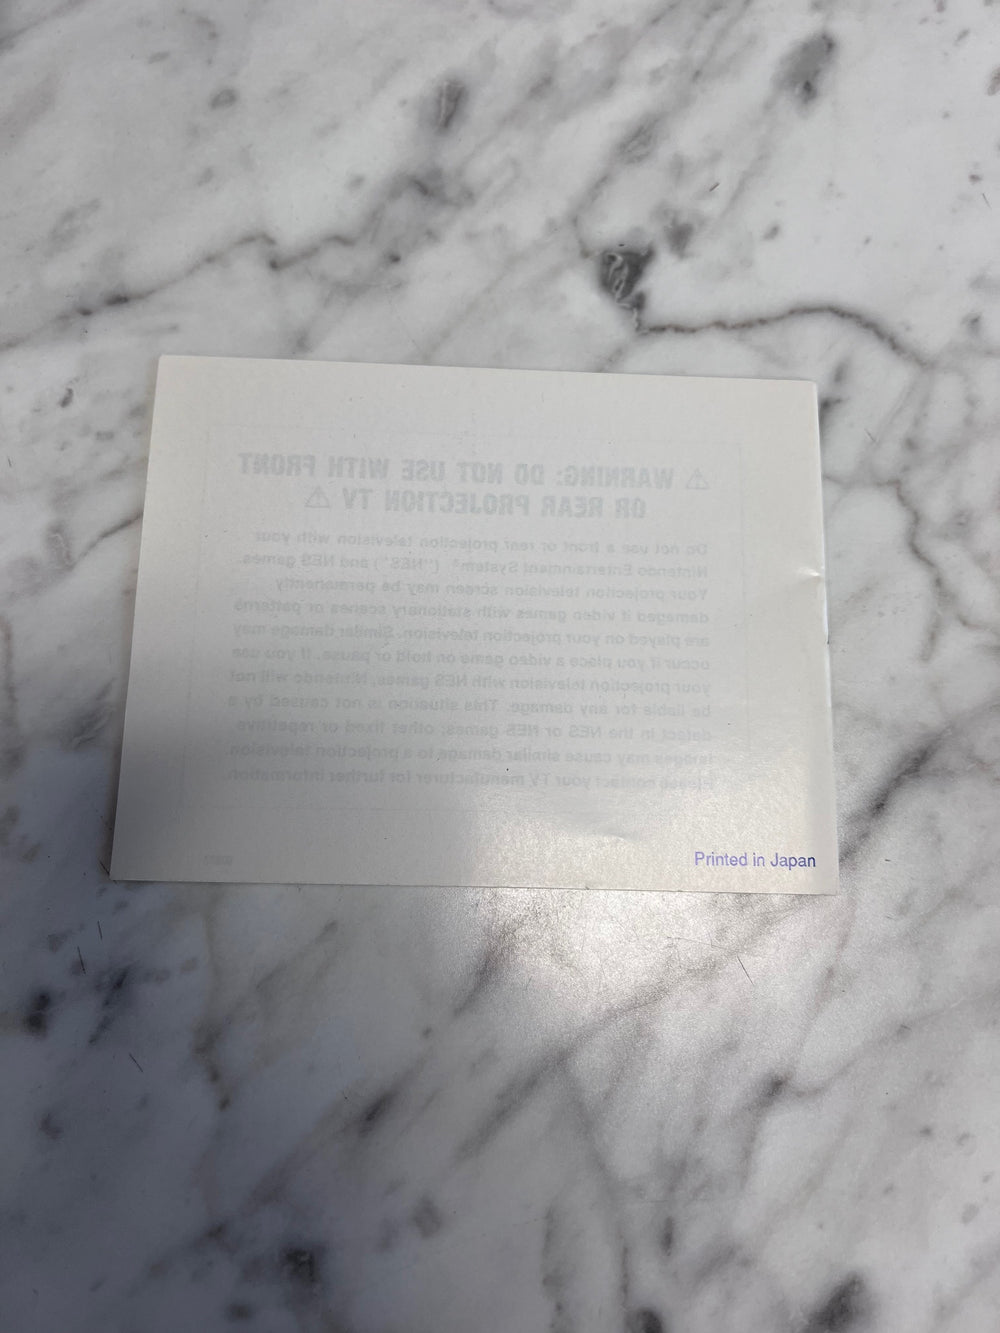 ⚠ WARNING: DO NOT USE WITH FRONT
OR REAR PROJECTION TV ⚠
Do not use a front or rear projection television with your
Nintendo Entertainment System® ("NES") and NES games.
Your projection television screen may be permanently
damaged if video games with stationary scenes or patterns
are played on your projection television. Similar damage may
occur if you place a video game on hold or pause. If you use
your projection television with NES games, Nintendo will not
be liable for any damage. This situation is not caused by a
defect in the NES or NES games; other fixed or repetitive
images may cause similar damage to a projection television.
Please contact your TV manufacturer for further information.
Printed in Japan